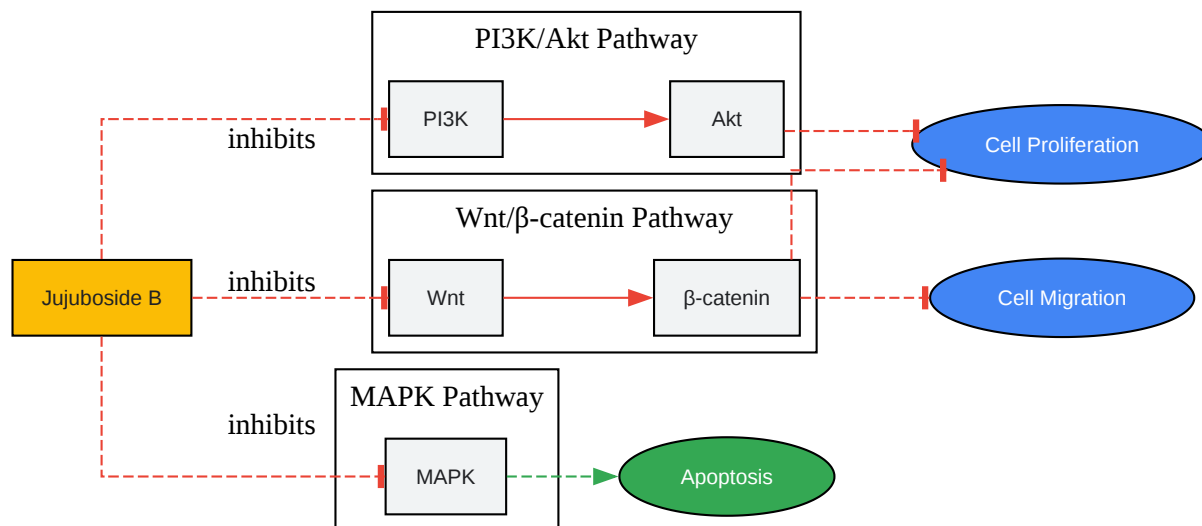 PI3K/Akt Pathway
PI3K
Akt
inhibits
Cell Proliferation
Wnt/β-catenin Pathway
Jujuboside B
inhibits
Wnt
β-catenin
Cell Migration
MAPK Pathway
inhibits
MAPK
Apoptosis